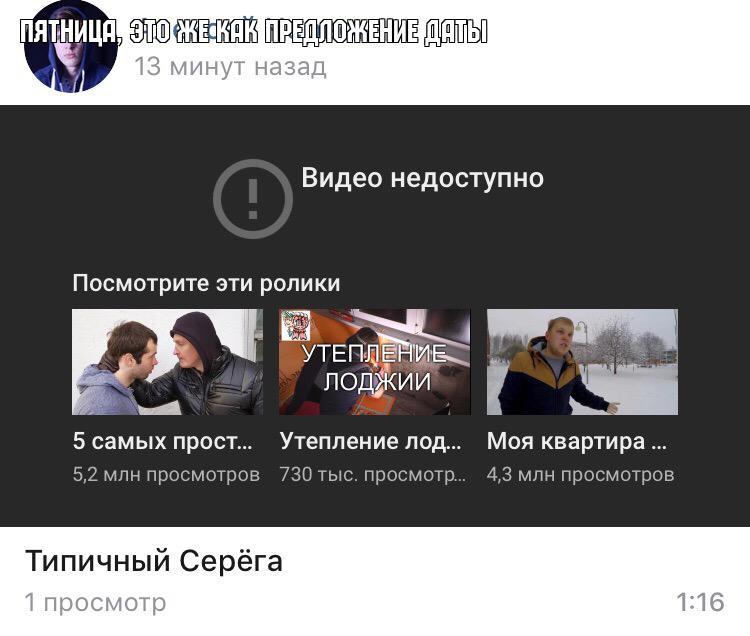 ПЯТНИЦА, ЭТО ЖЕ КАК ПРЕДЛОЖЕНИЕ ДАТЫ
13 минут назад
Видео недоступно
Посмотрите эти ролики
УТЕПЛЕНИЕ
ЛОДЖИИ
5 самых прост...
Утепление лод...
Моя квартира ...
5,2 млн просмотров
730 тыс. просмотр...
4,3 млн просмотров
Типичный Серёга
1 просмотр
1:16